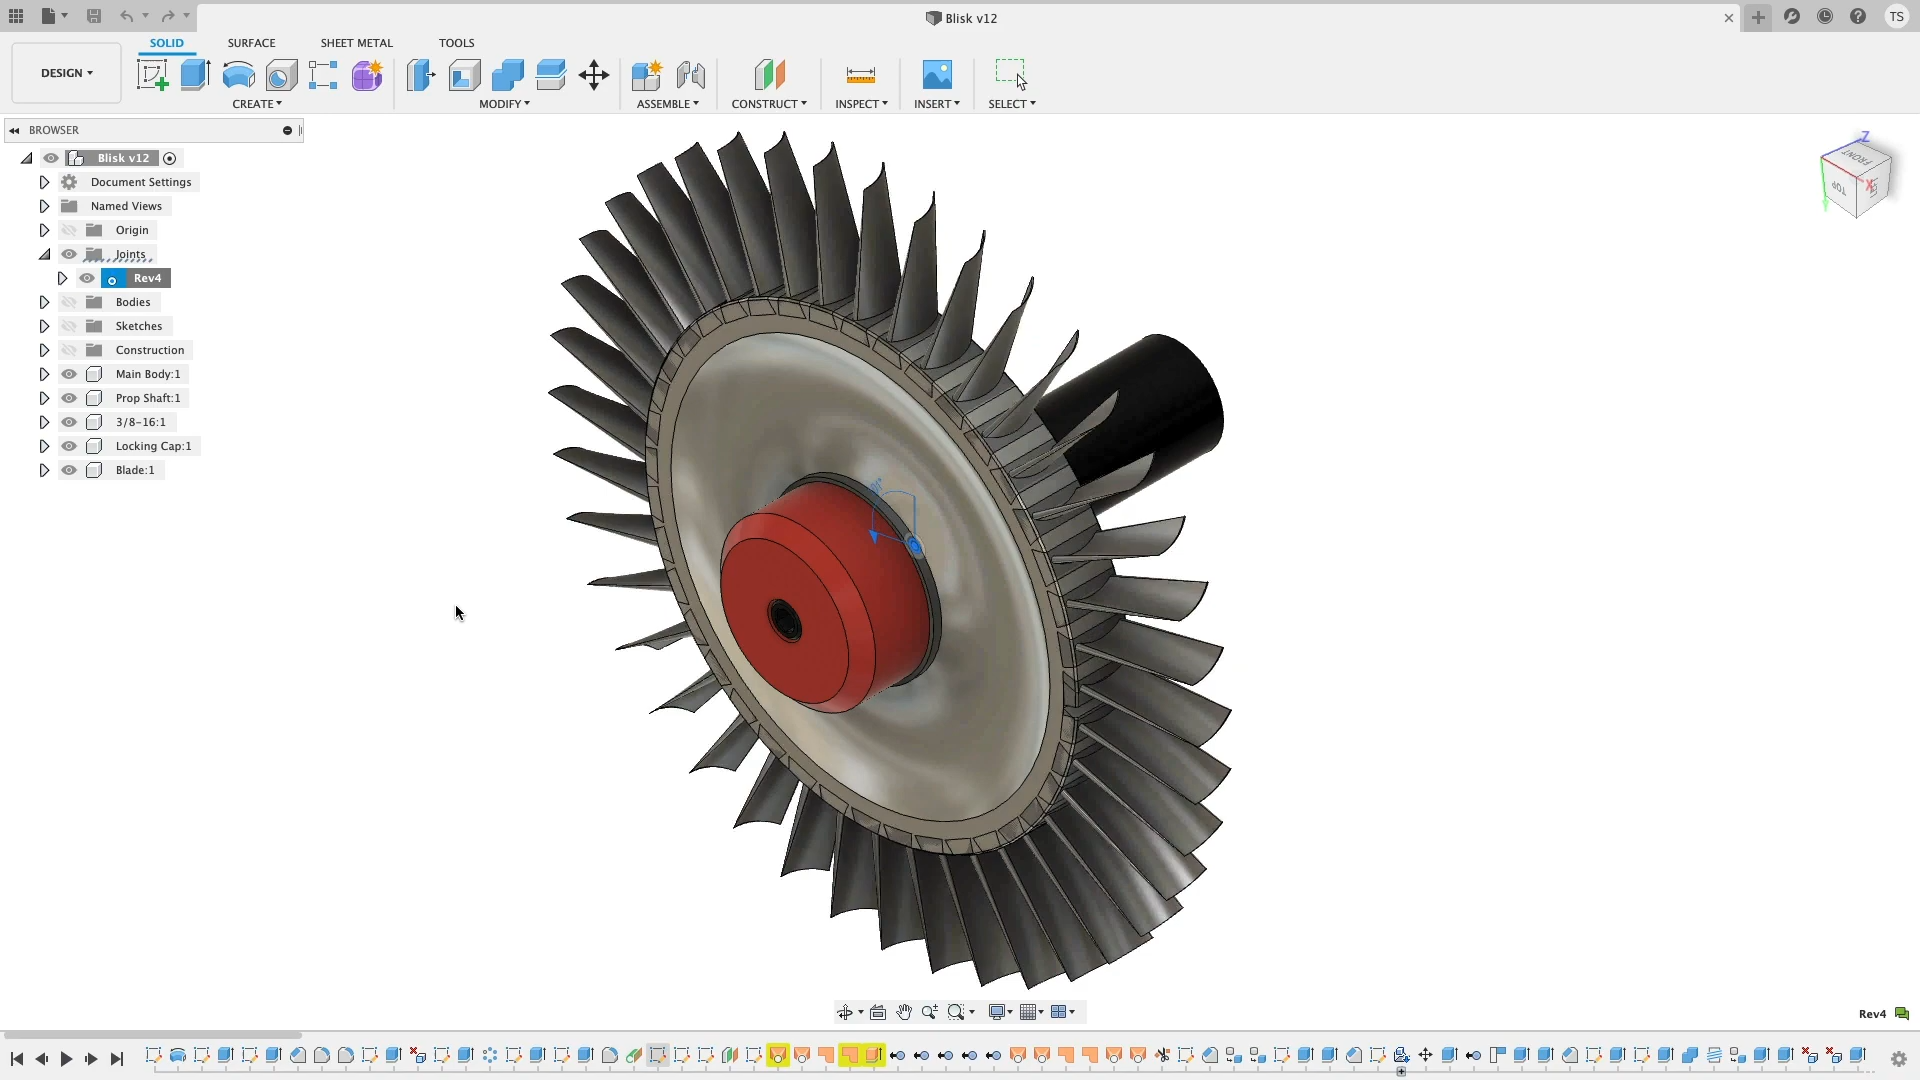 Blisk v12
TS
DESIGN
SOLID
SURFACE
SHEET METAL
TOOLS
CREATE
MODIFY
ASSEMBLE
CONSTRUCT
INSPECT
INSERT
SELECT
BROWSER
Blisk v12
Document Settings
Named Views
Origin
Joints
Rev4
Bodies
Sketches
Construction
Main Body:1
Prop Shaft:1
3/8-16:1
Locking Cap:1
Blade:1
Z
FRONT
TOP
X
Rev4